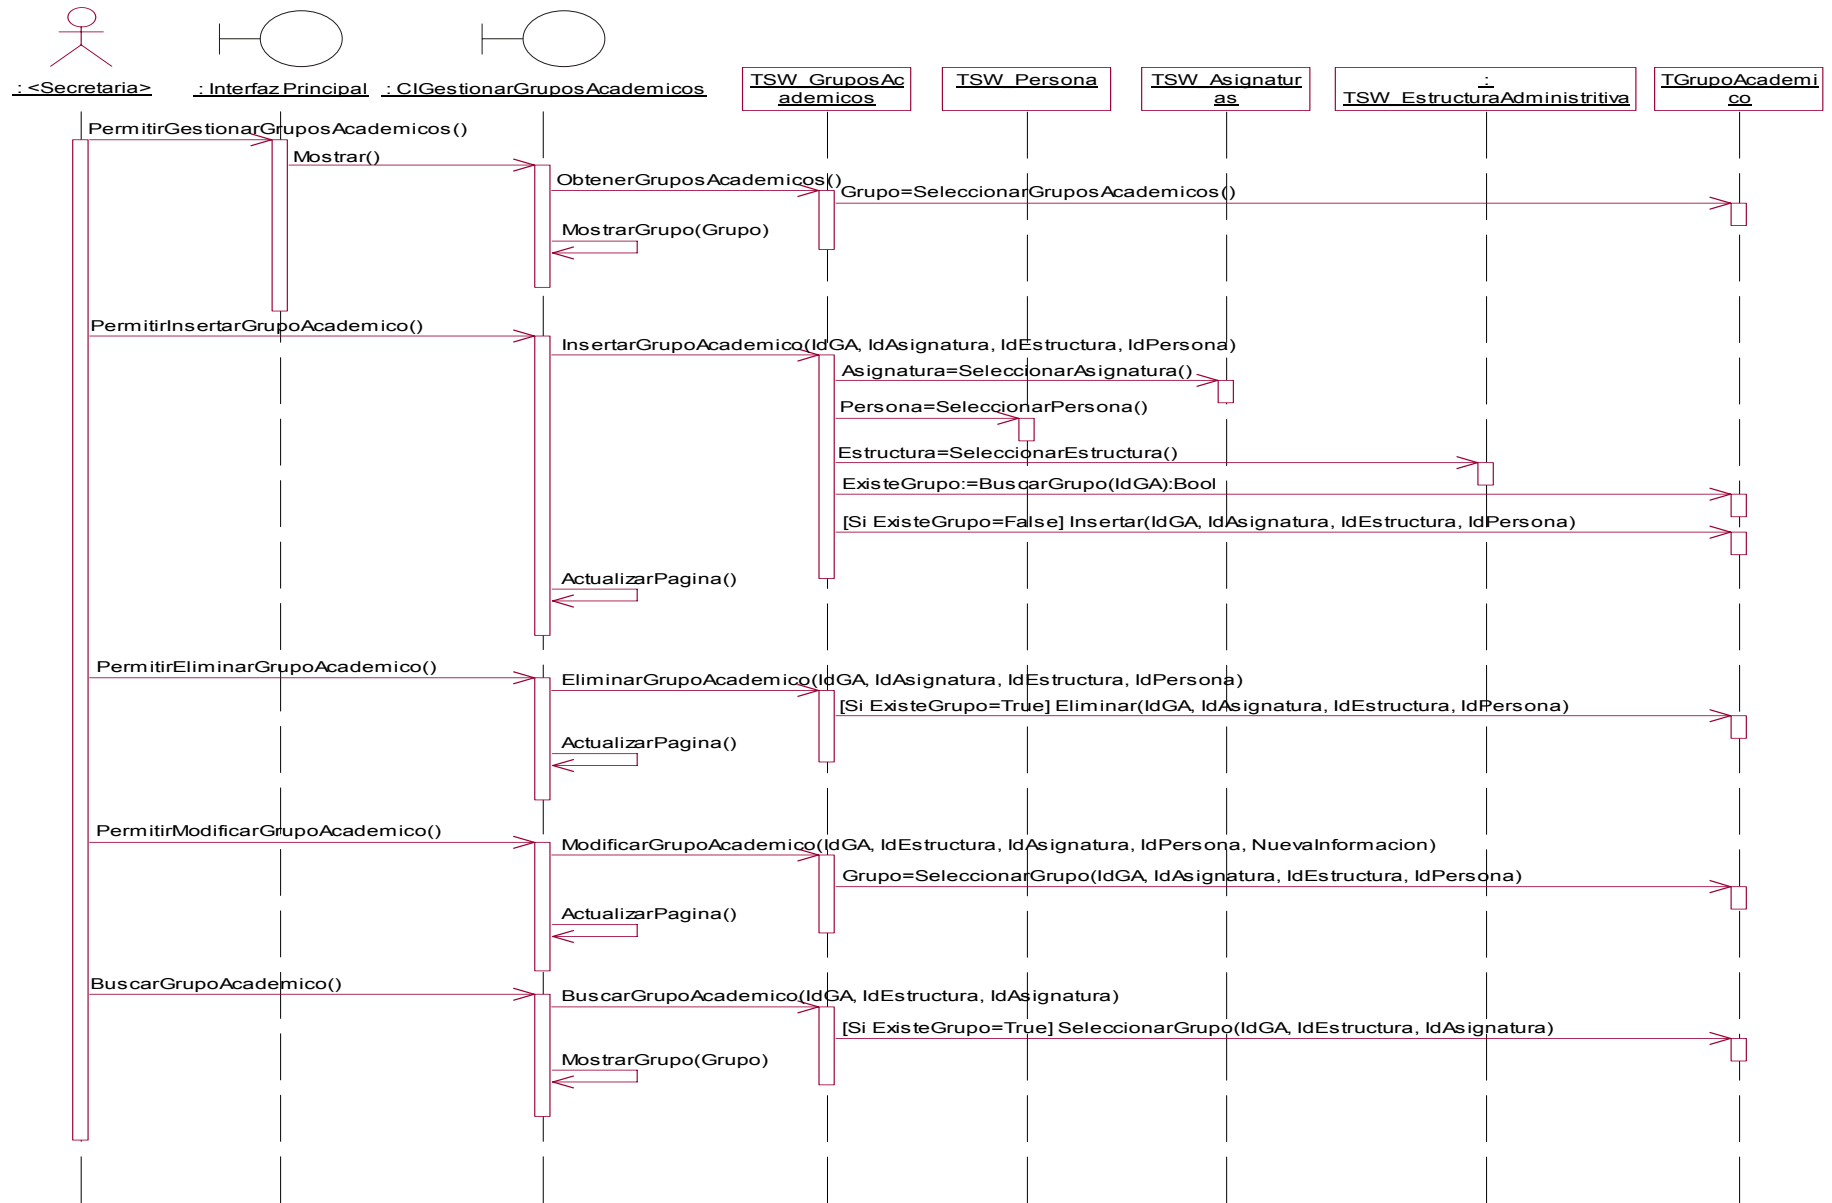 : <Secretaria>
: Interfaz Principal
: CIGestionarGruposAcademicos
TSW_GruposAc
ademicos
TSW_Persona
TSW_Asignatur
as
:
TSW_EstructuraAdministritiva
TGrupoAcademi
co
PermitirGestionarGruposAcademicos()
Mostrar()
ObtenerGruposAcademicos()
Grupo=SeleccionarGruposAcademicos()
MostrarGrupo(Grupo)
PermitirInsertarGrupoAcademico()
InsertarGrupoAcademico(IdGA, IdAsignatura, IdEstructura, IdPersona)
Asignatura=SeleccionarAsignatura()
Persona=SeleccionarPersona()
Estructura=SeleccionarEstructura()
ExisteGrupo:=BuscarGrupo(IdGA):Bool
[Si ExisteGrupo=False] Insertar(IdGA, IdAsignatura, IdEstructura, IdPersona)
ActualizarPagina()
PermitirEliminarGrupoAcademico()
EliminarGrupoAcademico(IdGA, IdAsignatura, IdEstructura, IdPersona)
[Si ExisteGrupo=True] Eliminar(IdGA, IdAsignatura, IdEstructura, IdPersona)
ActualizarPagina()
PermitirModificarGrupoAcademico()
ModificarGrupoAcademico(IdGA, IdEstructura, IdAsignatura, IdPersona, NuevaInformacion)
Grupo=SeleccionarGrupo(IdGA, IdAsignatura, IdEstructura, IdPersona)
ActualizarPagina()
BuscarGrupoAcademico()
BuscarGrupoAcademico(IdGA, IdEstructura, IdAsignatura)
[Si ExisteGrupo=True] SeleccionarGrupo(IdGA, IdEstructura, IdAsignatura)
MostrarGrupo(Grupo)